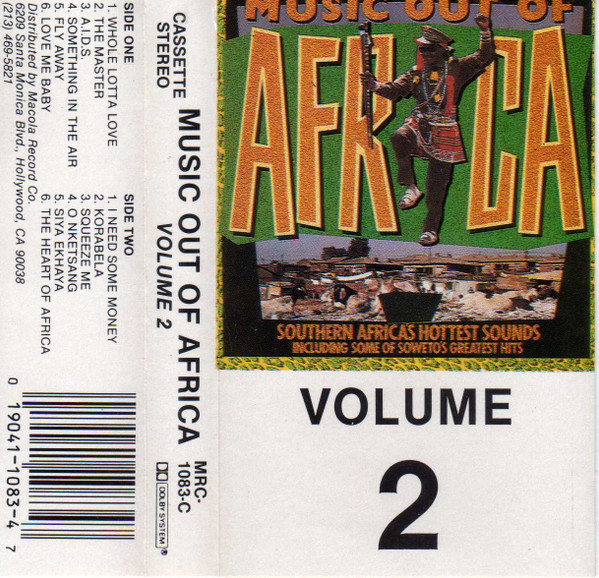 SIDE ONE
1. WHOLE LOTTA LOVE
2. THE MASTER
3. A.I.D.S.
4. SOMETHING IN THE AIR
5. FLY AWAY
6. LOVE ME BABY
Distributed by Macola Record Co.
6209 Santa Monica Blvd., Hollywood, CA 90038
(213) 469-5821
SIDE TWO
1. I NEED SOME MONEY
2. KORABELA
3. SQUEEZE ME
4. O NKETSANG
5. SIYA EKHAYA
6. THE HEART OF AFRICA
0 19041-1083-4 7
CASSETTE
STEREO
MUSIC OUT OF AFRICA
VOLUME 2
MRC-
1083-C
DOLBY SYSTEM®
MUSIC OUT OF
AFRICA
SOUTHERN AFRICA'S HOTTEST SOUNDS
INCLUDING SOME OF SOWETO'S GREATEST HITS
VOLUME
2